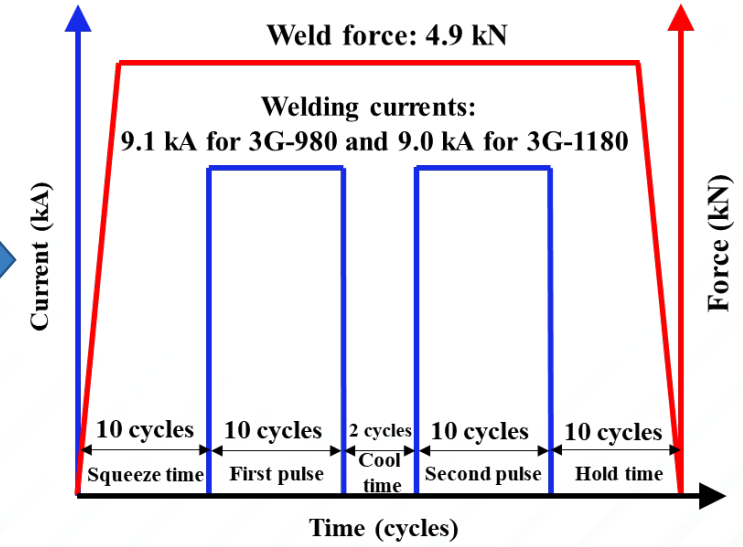 Weld force: 4.9 kN
Welding currents:
9.1 kA for 3G-980 and 9.0 kA for 3G-1180
Current (kA)
Force (kN)
10 cycles
Squeeze time
10 cycles
First pulse
2 cycles
Cool
time
10 cycles
Second pulse
10 cycles
Hold time
Time (cycles)